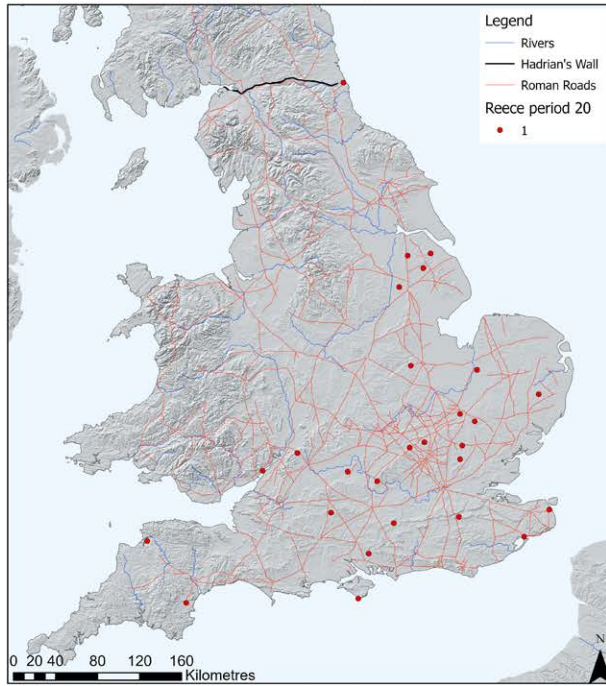 Legend
Rivers
Hadrian's Wall
Roman Roads
Reece period 20
1
N
0 20 40 80 120 160
Kilometres